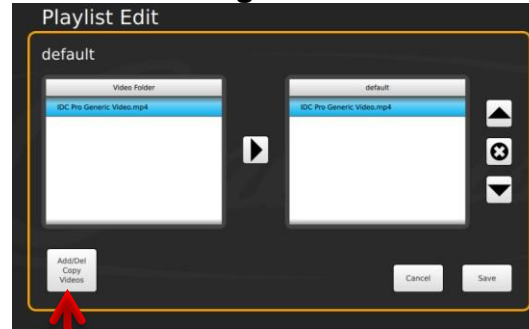 Playlist Edit
default
Video Folder
default
IDC Pro Generic Video.mp4
IDC Pro Generic Video.mp4
Add/Del
Copy
Videos
Cancel
Save